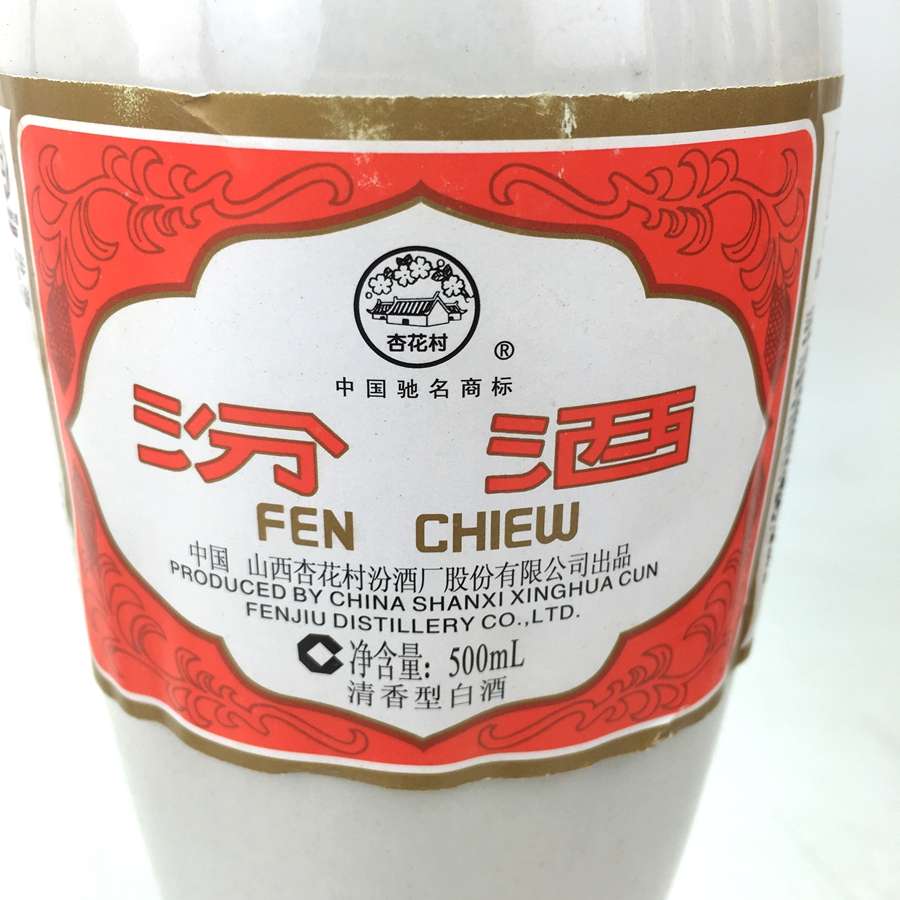 杏花村
®
中国驰名商标
汾酒
FEN CHIEW
中国 山西杏花村汾酒厂股份有限公司出品
PRODUCED BY CHINA SHANXI XINGHUA CUN
FENJIU DISTILLERY CO.,LTD.
净含量：500mL
清香型白酒